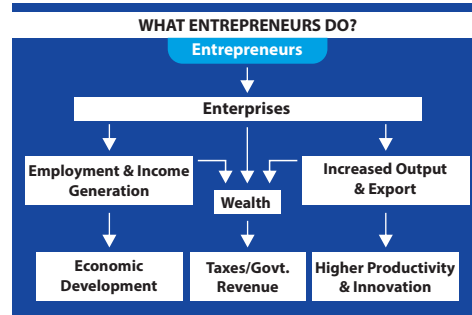 WHAT ENTREPRENEURS DO?
Entrepreneurs
Enterprises
Employment & Income
Generation
Wealth
Increased Output
& Export
Economic
Development
Taxes/Govt.
Revenue
Higher Productivity
& Innovation